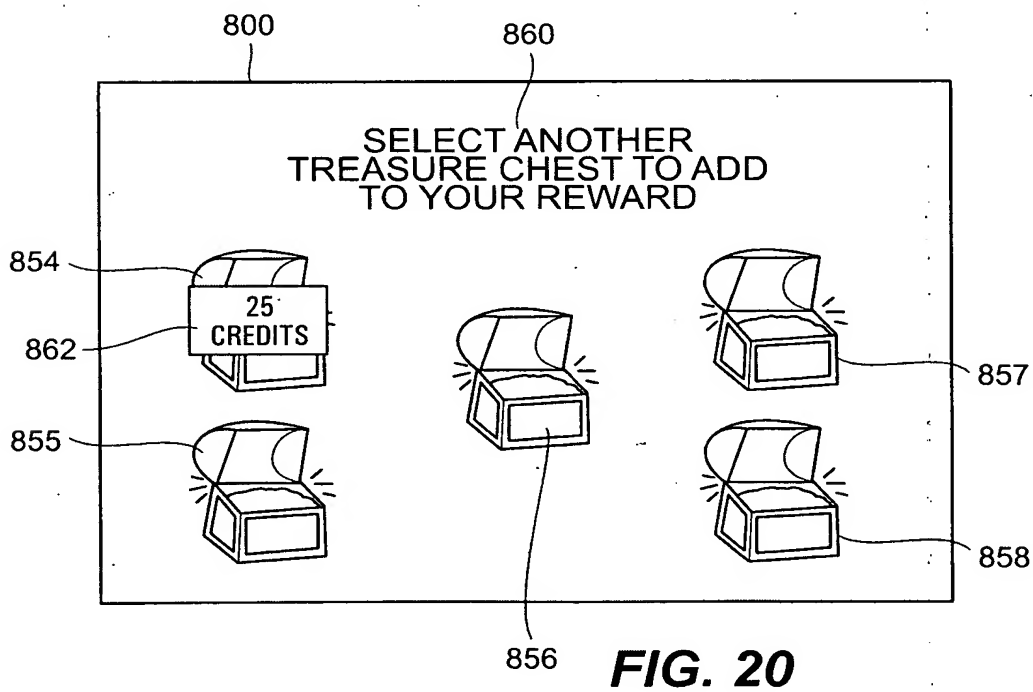 800
860
SELECT ANOTHER
TREASURE CHEST TO ADD
TO YOUR REWARD
854
25
CREDITS
862
857
855
858
856
FIG. 20